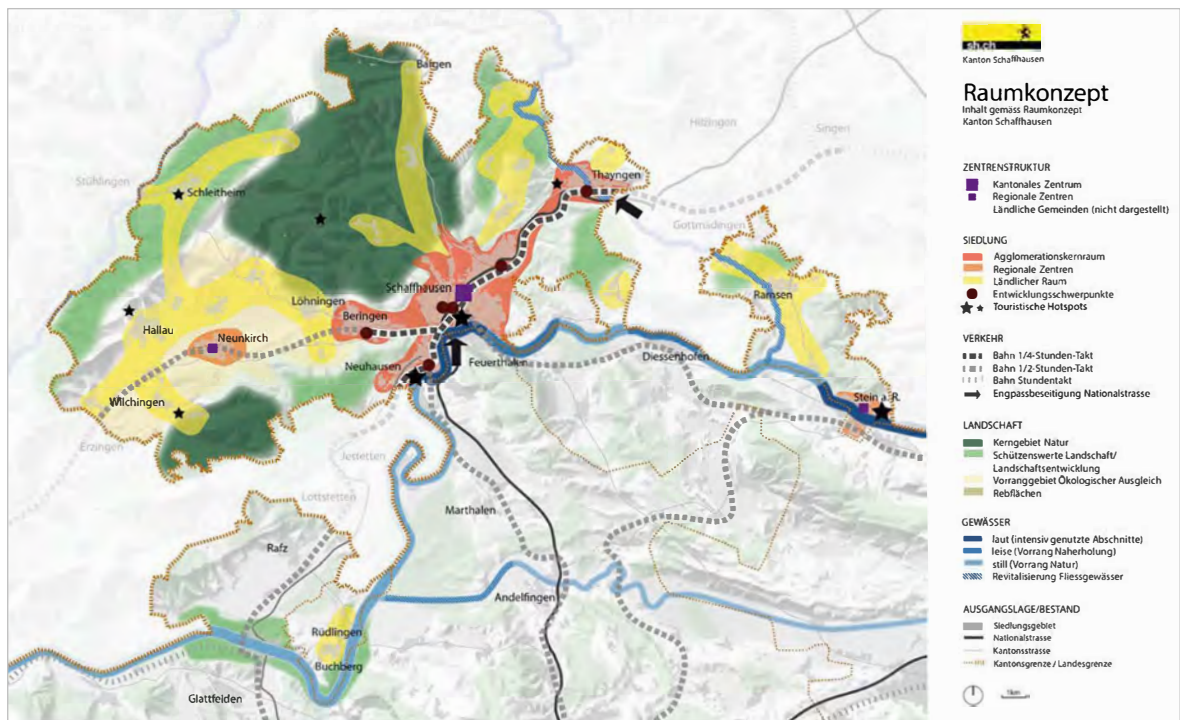 Bargen
Hilzingen
Singen
Stühlingen
Schleitheim
Thayngen
Gottmadingen
Schaffhausen
Löhningen
Beringen
Ramsen
Hallau
Neunkirch
Neuhausen
Feuerthalen
Diessenhofen
Wilchingen
Stein a. R.
Erzingen
Jestetten
Lottstetten
Marthalen
Rafz
Andelfingen
Rüdlingen
Buchberg
Glattfelden
sh.ch
Kanton Schaffhausen
Raumkonzept
Inhalt gemäss Raumkonzept
Kanton Schaffhausen
ZENTRENSTRUKTUR
Kantonales Zentrum
Regionale Zentren
Ländliche Gemeinden (nicht dargestellt)
SIEDLUNG
Agglomerationskernraum
Regionale Zentren
Ländlicher Raum
Entwicklungsschwerpunkte
Touristische Hotspots
VERKEHR
Bahn 1/4-Stunden-Takt
Bahn 1/2-Stunden-Takt
Bahn Stundentakt
Engpassbeseitigung Nationalstrasse
LANDSCHAFT
Kerngebiet Natur
Schützenswerte Landschaft/
Landschaftsentwicklung
Vorranggebiet Ökologischer Ausgleich
Rebflächen
GEWÄSSER
laut (intensiv genutzte Abschnitte)
leise (Vorrang Naherholung)
still (Vorrang Natur)
Revitalisierung Fliessgewässer
AUSGANGSLAGE/BESTAND
Siedlungsgebiet
Nationalstrasse
Kantonsstrasse
Kantonsgrenze / Landesgrenze
1km